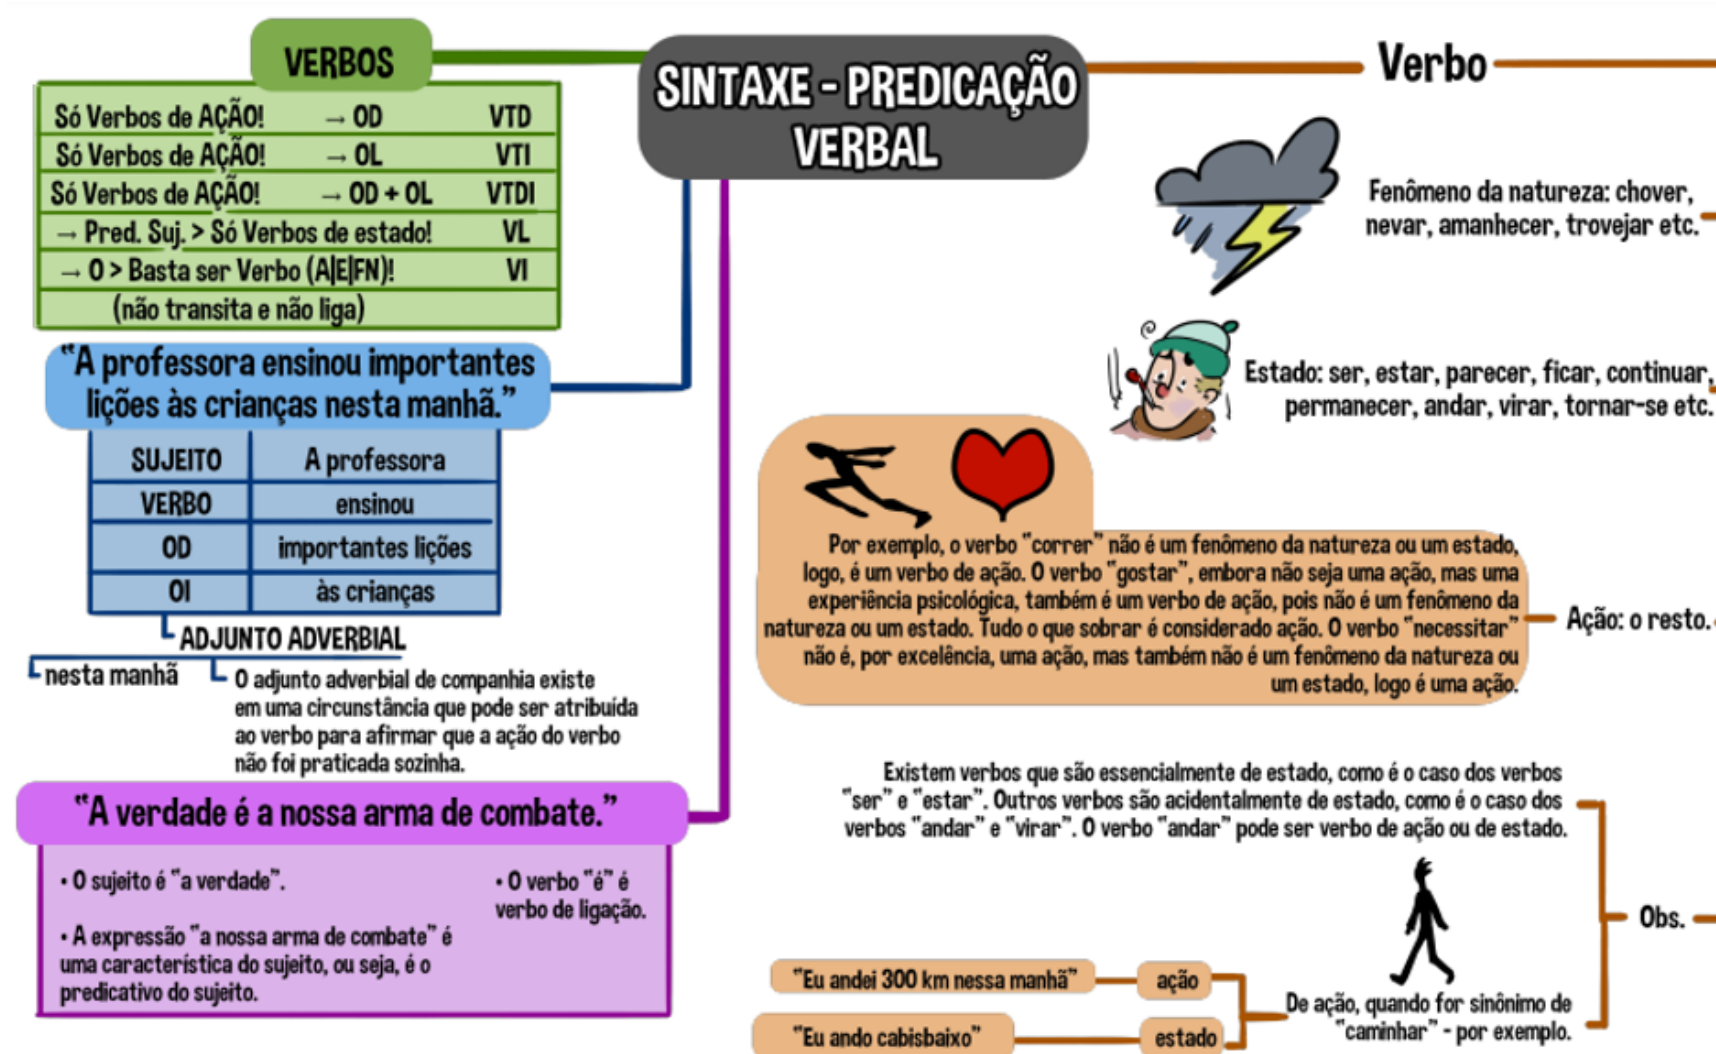 SINTAXE - PREDICAÇÃO
VERBAL
VERBOS
Só Verbos de AÇÃO! → OD VTD
Só Verbos de AÇÃO! → OL VTI
Só Verbos de AÇÃO! → OD + OL VTDI
→ Pred. Suj. > Só Verbos de estado! VL
→ O > Basta ser Verbo (A|E|FN)! VI
(não transita e não liga)
"A professora ensinou importantes
lições às crianças nesta manhã."
SUJEITO A professora
VERBO ensinou
OD importantes lições
OI às crianças
ADJUNTO ADVERBIAL
nesta manhã
O adjunto adverbial de companhia existe
em uma circunstância que pode ser atribuída
ao verbo para afirmar que a ação do verbo
não foi praticada sozinha.
"A verdade é a nossa arma de combate."
• O sujeito é "a verdade".
• A expressão "a nossa arma de combate" é
uma característica do sujeito, ou seja, é o
predicativo do sujeito.
• O verbo "é" é
verbo de ligação.
Verbo
Fenômeno da natureza: chover,
nevar, amanhecer, trovejar etc.
Estado: ser, estar, parecer, ficar, continuar,
permanecer, andar, virar, tornar-se etc.
Por exemplo, o verbo "correr" não é um fenômeno da natureza ou um estado,
logo, é um verbo de ação. O verbo "gostar", embora não seja uma ação, mas uma
experiência psicológica, também é um verbo de ação, pois não é um fenômeno da
natureza ou um estado. Tudo o que sobrar é considerado ação. O verbo "necessitar"
não é, por excelência, uma ação, mas também não é um fenômeno da natureza ou
um estado, logo é uma ação.
Ação: o resto.
Existem verbos que são essencialmente de estado, como é o caso dos verbos
"ser" e "estar". Outros verbos são acidentalmente de estado, como é o caso dos
verbos "andar" e "virar". O verbo "andar" pode ser verbo de ação ou de estado.
Obs.
De ação, quando for sinônimo de
"caminhar" - por exemplo.
"Eu andei 300 km nessa manhã" ação
"Eu ando cabisbaixo" estado